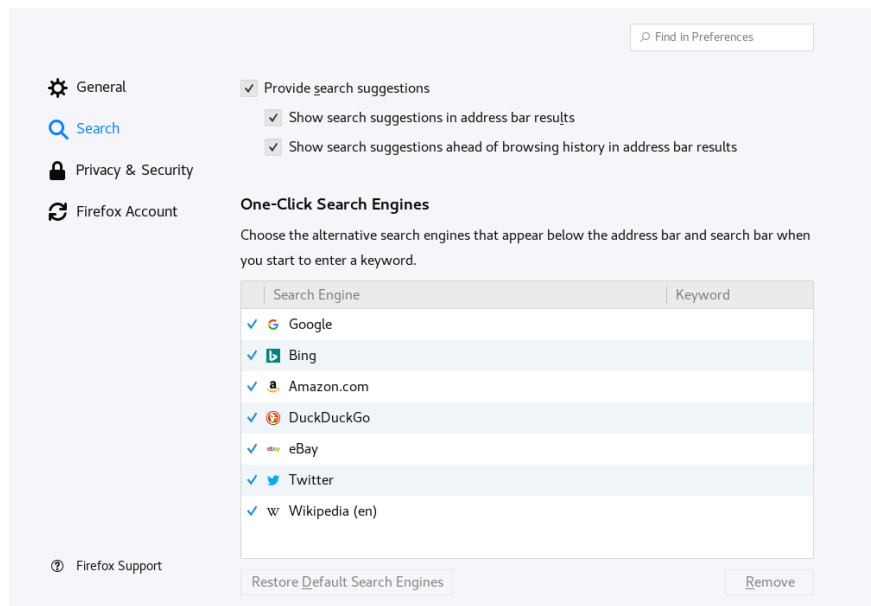 Find in Preferences
General
Search
Privacy & Security
Firefox Account
Provide search suggestions
Show search suggestions in address bar results
Show search suggestions ahead of browsing history in address bar results
One-Click Search Engines
Choose the alternative search engines that appear below the address bar and search bar when
you start to enter a keyword.
Search Engine Keyword
Google
Bing
Amazon.com
DuckDuckGo
eBay
Twitter
Wikipedia (en)
Firefox Support
Restore Default Search Engines Remove